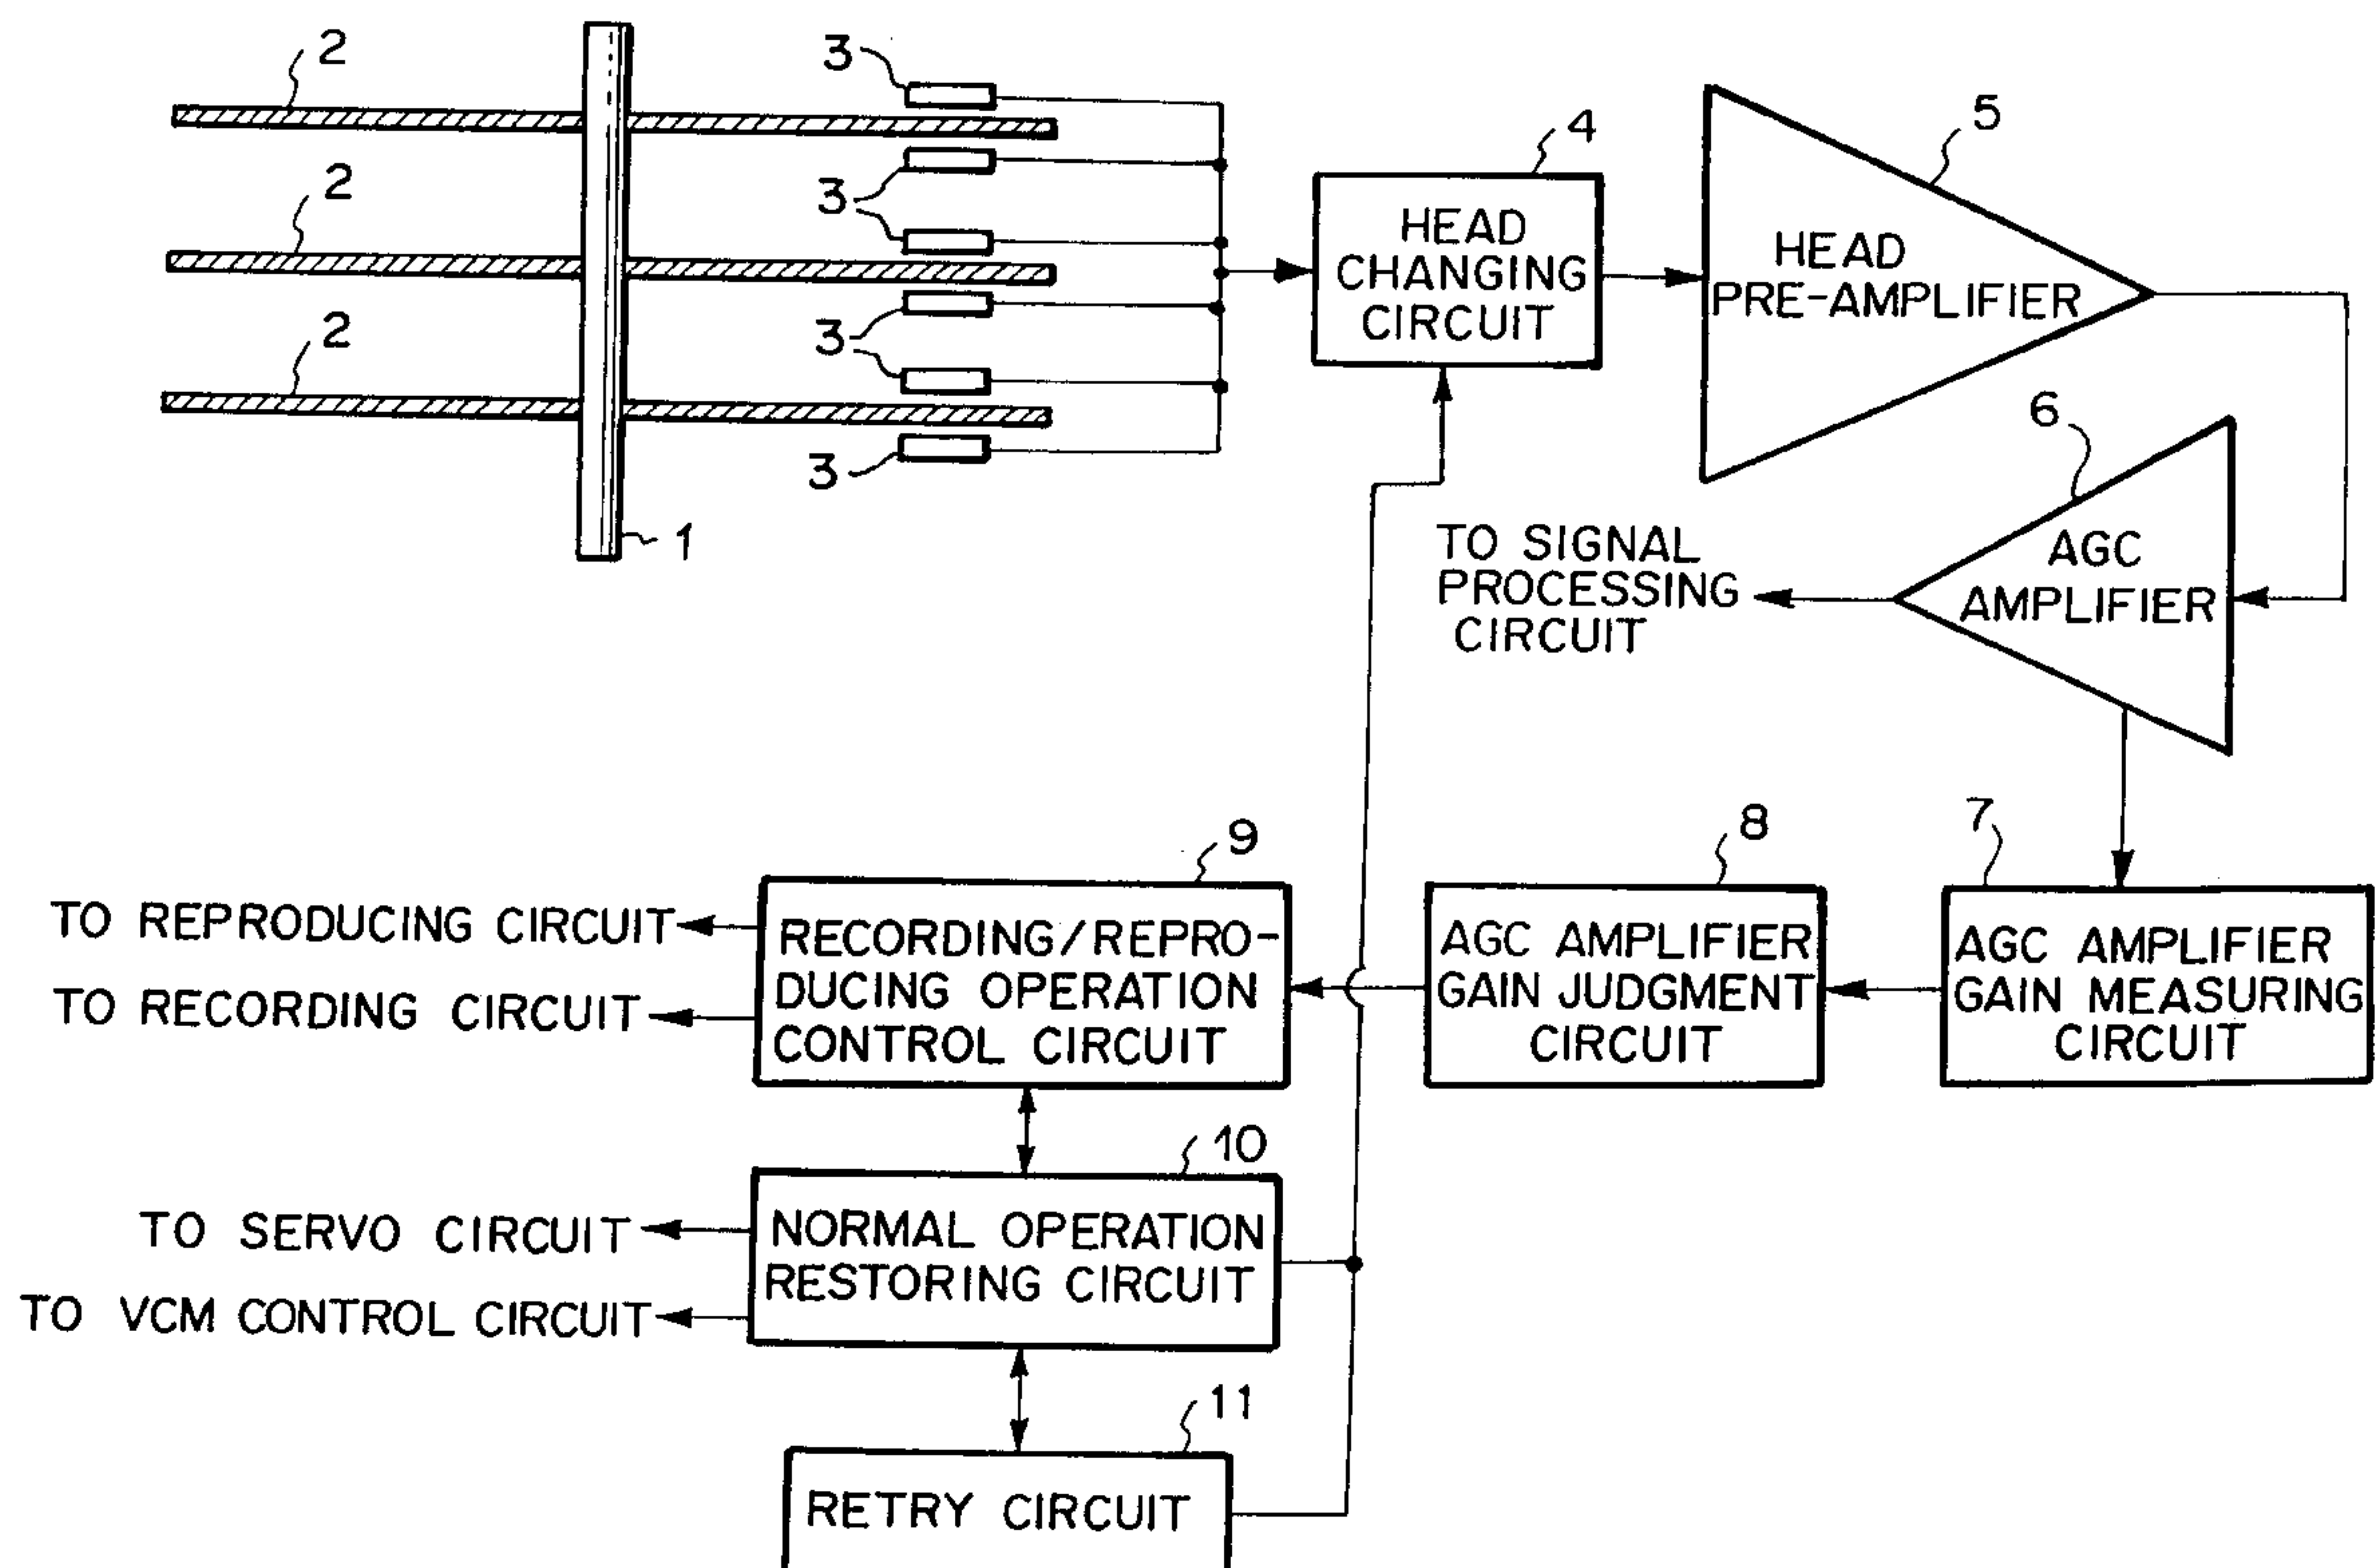 2
3
2
3
2
3
3
1
4
HEAD
CHANGING
CIRCUIT
5
HEAD
PRE-AMPLIFIER
6
AGC
AMPLIFIER
TO SIGNAL
PROCESSING
CIRCUIT
7
AGC AMPLIFIER
GAIN MEASURING
CIRCUIT
8
AGC AMPLIFIER
GAIN JUDGMENT
CIRCUIT
9
RECORDING/REPRO-
DUCING OPERATION
CONTROL CIRCUIT
TO REPRODUCING CIRCUIT
TO RECORDING CIRCUIT
10
NORMAL OPERATION
RESTORING CIRCUIT
TO SERVO CIRCUIT
TO VCM CONTROL CIRCUIT
11
RETRY CIRCUIT